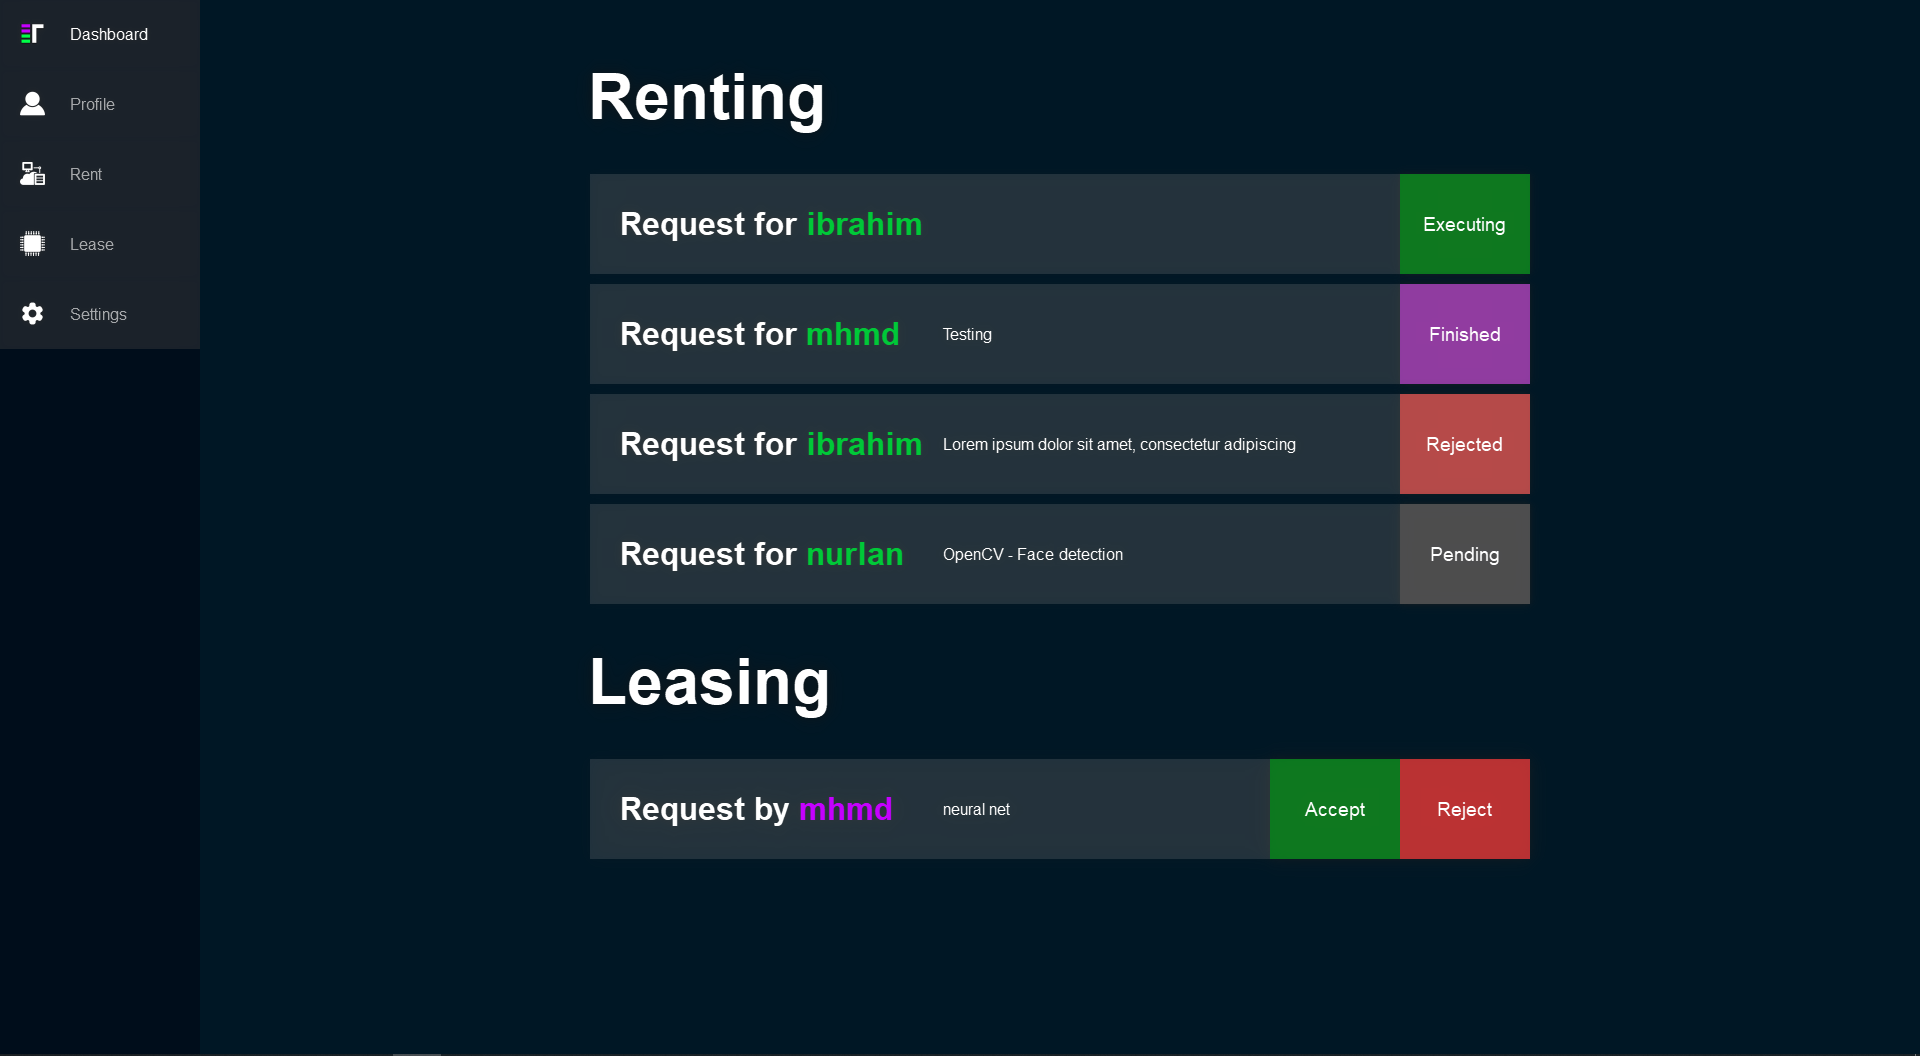 Dashboard
Profile
Rent
Lease
Settings
Renting
Request for ibrahim Executing
Request for mhmd Testing Finished
Request for ibrahim Lorem ipsum dolor sit amet, consectetur adipiscing Rejected
Request for nurlan OpenCV - Face detection Pending
Leasing
Request by mhmd neural net Accept Reject